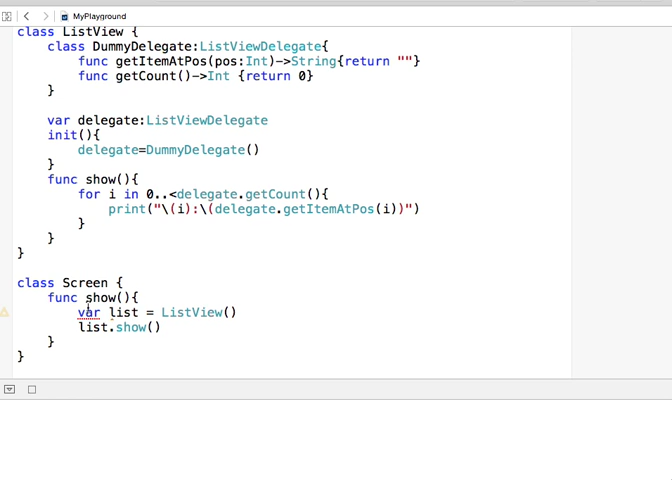 MyPlayground
class ListView {
class DummyDelegate:ListViewDelegate{
func getItemAtPos(pos:Int)->String{return ""}
func getCount()->Int {return 0}
}
var delegate:ListViewDelegate
init(){
delegate=DummyDelegate()
}
func show(){
for i in 0..<delegate.getCount(){
print("\(i):\(delegate.getItemAtPos(i))")
}
}
}
class Screen {
func show(){
var list = ListView()
list.show()
}
}